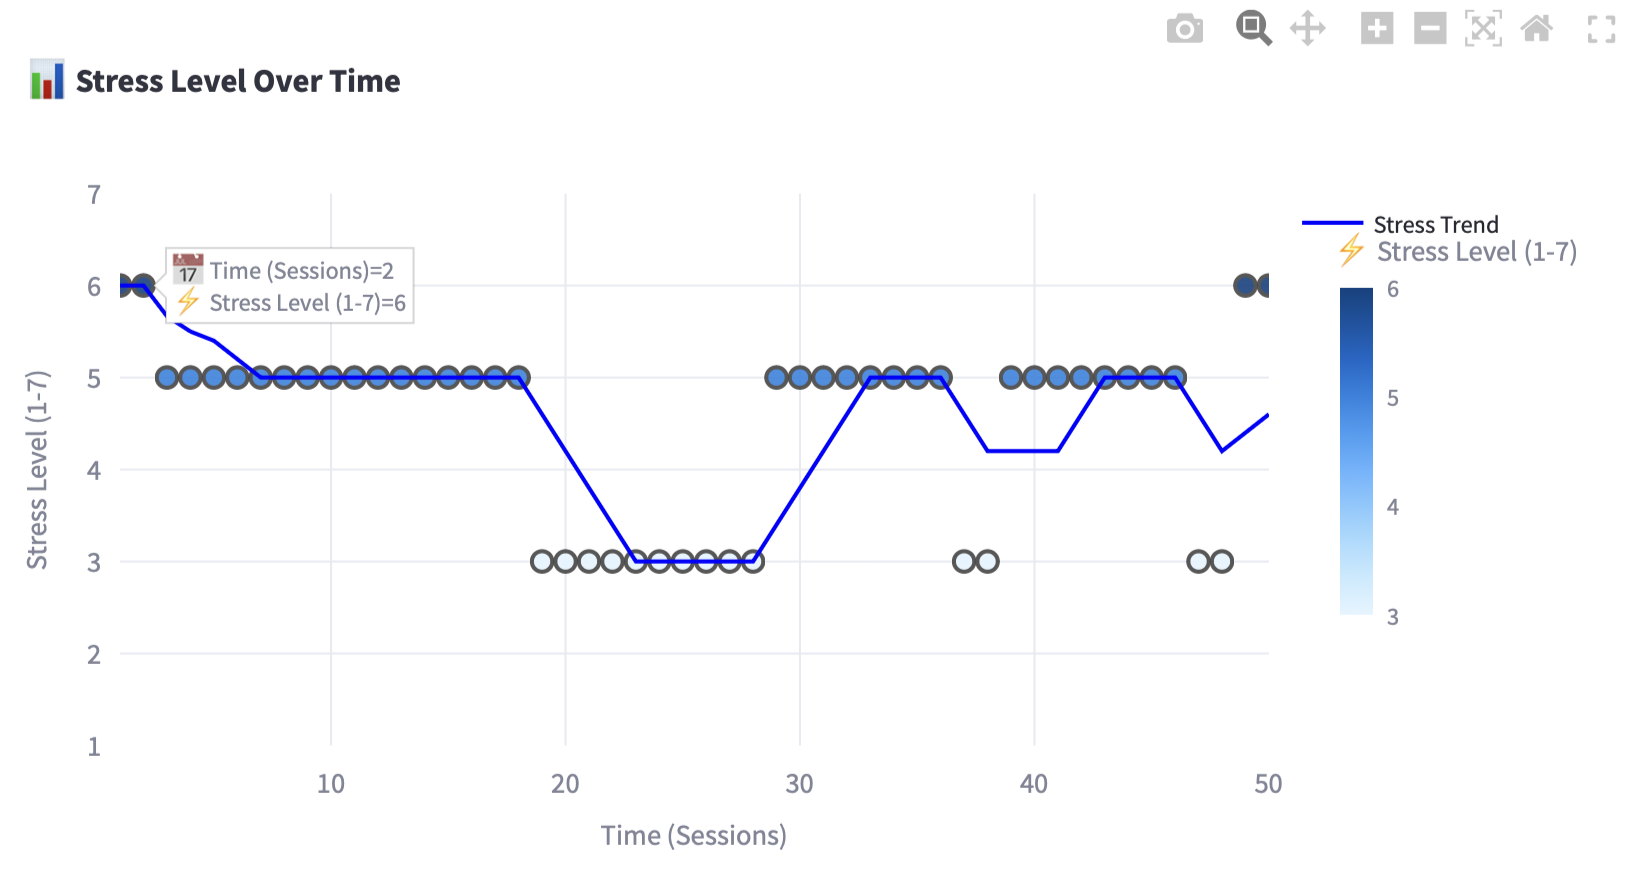 Stress Level Over Time
7
6
5
4
3
2
1
Stress Level (1-7)
17 Time (Sessions)=2
Stress Level (1-7)=6
10 20 30 40 50
Time (Sessions)
Stress Trend
Stress Level (1-7)
6
5
4
3